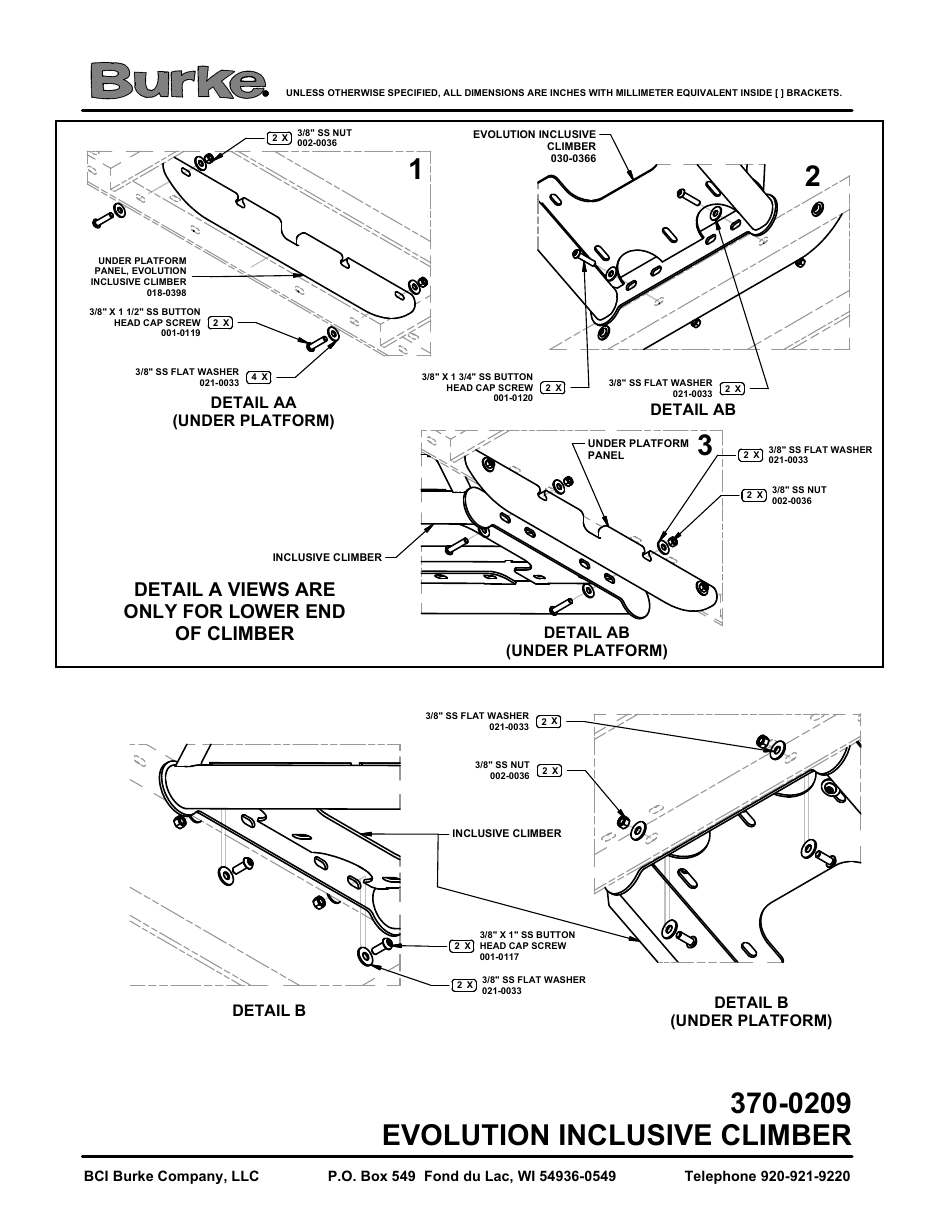 Burke
UNLESS OTHERWISE SPECIFIED, ALL DIMENSIONS ARE INCHES WITH MILLIMETER EQUIVALENT INSIDE [ ] BRACKETS.
1
2 X
3/8" SS NUT
002-0036
UNDER PLATFORM
PANEL, EVOLUTION
INCLUSIVE CLIMBER
018-0398
3/8" X 1 1/2" SS BUTTON
HEAD CAP SCREW
001-0119
2 X
3/8" SS FLAT WASHER
021-0033
4 X
DETAIL AA
(UNDER PLATFORM)
EVOLUTION INCLUSIVE
CLIMBER
030-0366
2
3/8" X 1 3/4" SS BUTTON
HEAD CAP SCREW
001-0120
2 X
3/8" SS FLAT WASHER
021-0033
2 X
DETAIL AB
UNDER PLATFORM
PANEL
3
2 X
3/8" SS FLAT WASHER
021-0033
2 X
3/8" SS NUT
002-0036
INCLUSIVE CLIMBER
DETAIL A VIEWS ARE
ONLY FOR LOWER END
OF CLIMBER
DETAIL AB
(UNDER PLATFORM)
3/8" SS FLAT WASHER
021-0033
2 X
3/8" SS NUT
002-0036
2 X
INCLUSIVE CLIMBER
2 X
3/8" X 1" SS BUTTON
HEAD CAP SCREW
001-0117
2 X
3/8" SS FLAT WASHER
021-0033
DETAIL B
DETAIL B
(UNDER PLATFORM)
370-0209
EVOLUTION INCLUSIVE CLIMBER
BCI Burke Company, LLC P.O. Box 549 Fond du Lac, WI 54936-0549 Telephone 920-921-9220